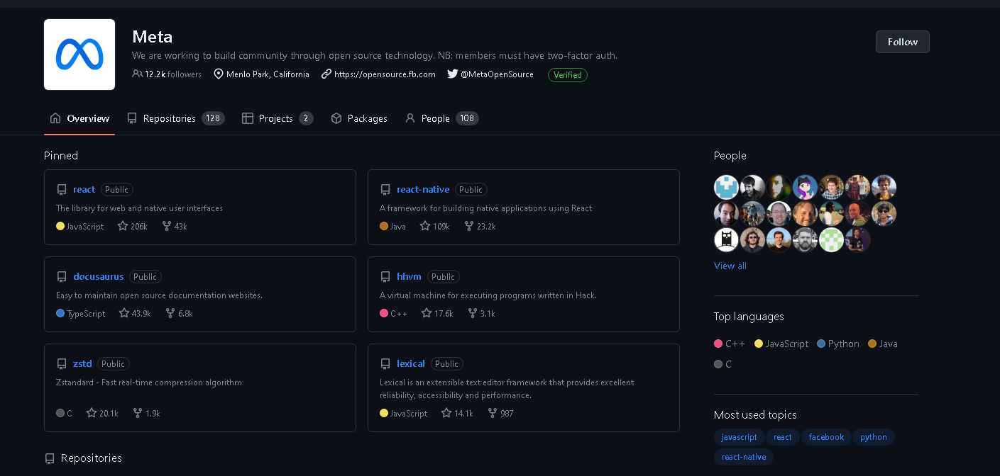 Meta
We are working to build community through open source technology. NB: members must have two-factor auth.
12.2k followers Menlo Park, California https://opensource.fb.com @MetaOpenSource Verified
Follow
Overview Repositories 128 Projects 2 Packages People 108
Pinned
react Public
The library for web and native user interfaces
JavaScript 206k 43k
react-native Public
A framework for building native applications using React
Java 109k 23.2k
docusaurus Public
Easy to maintain open source documentation websites.
TypeScript 43.9k 6.8k
hhvm Public
A virtual machine for executing programs written in Hack.
C++ 17.6k 3.1k
zstd Public
Zstandard - Fast real-time compression algorithm
C 20.1k 1.9k
lexical Public
Lexical is an extensible text editor framework that provides excellent
reliability, accessibility and performance.
JavaScript 14.1k 987
Repositories
People
View all
Top languages
C++ JavaScript Python Java
C
Most used topics
javascript react facebook python
react-native